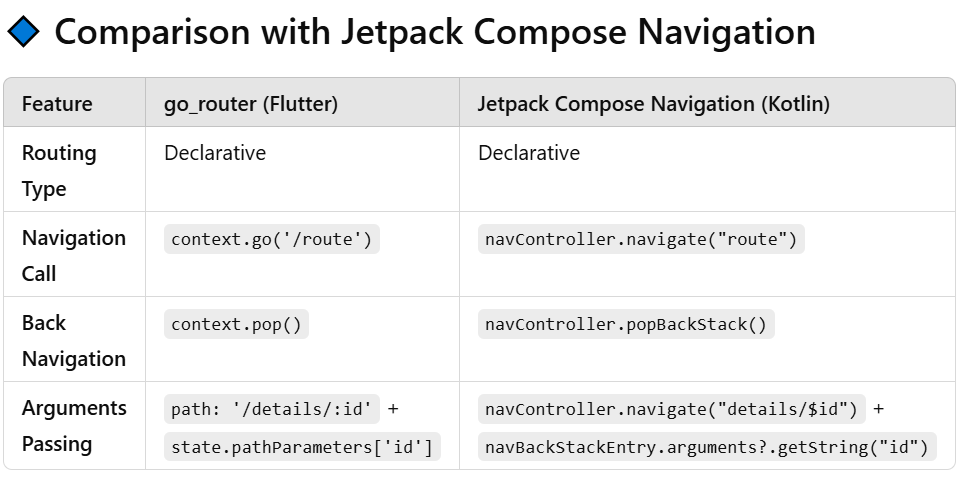 Comparison with Jetpack Compose Navigation
Feature go_router (Flutter) Jetpack Compose Navigation (Kotlin)
Routing Type Declarative Declarative
Navigation Call context.go('/route') navController.navigate("route")
Back Navigation context.pop() navController.popBackStack()
Arguments Passing path: '/details/:id' + state.pathParameters['id'] navController.navigate("details/$id") + navBackStackEntry.arguments?.getString("id")